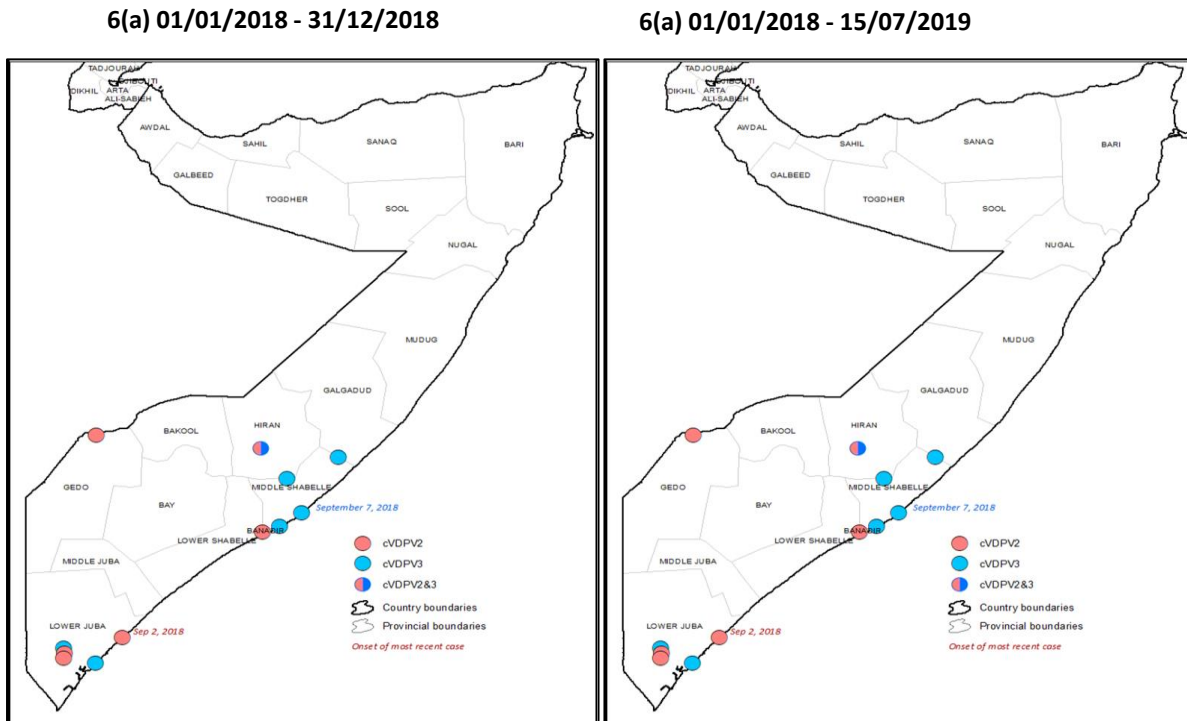 6(a) 01/01/2018 - 31/12/2018
TADJOURAH
DJIBOUTI
DIKHIL
ARTA
ALI-SABIEH
AWDAL
SAHIL
SANAQ
BARI
GALBEED
TOGDHER
SOOL
NUGAL
MUDUG
GALGADUD
HIRAN
BAKOOL
GEDO
BAY
MIDDLE SHABELLE
September 7, 2018
BANADIR
LOWER SHABELLE
MIDDLE JUBA
LOWER JUBA
Sep 2, 2018
cVDPV2
cVDPV3
cVDPV2&3
Country boundaries
Provincial boundaries
Onset of most recent case
6(a) 01/01/2018 - 15/07/2019
TADJOURAH
DJIBOUTI
DIKHIL
ARTA
ALI-SABIEH
AWDAL
SAHIL
SANAQ
BARI
GALBEED
TOGDHER
SOOL
NUGAL
MUDUG
GALGADUD
HIRAN
BAKOOL
GEDO
BAY
MIDDLE SHABELLE
September 7, 2018
BANADIR
LOWER SHABELLE
MIDDLE JUBA
LOWER JUBA
Sep 2, 2018
cVDPV2
cVDPV3
cVDPV2&3
Country boundaries
Provincial boundaries
Onset of most recent case